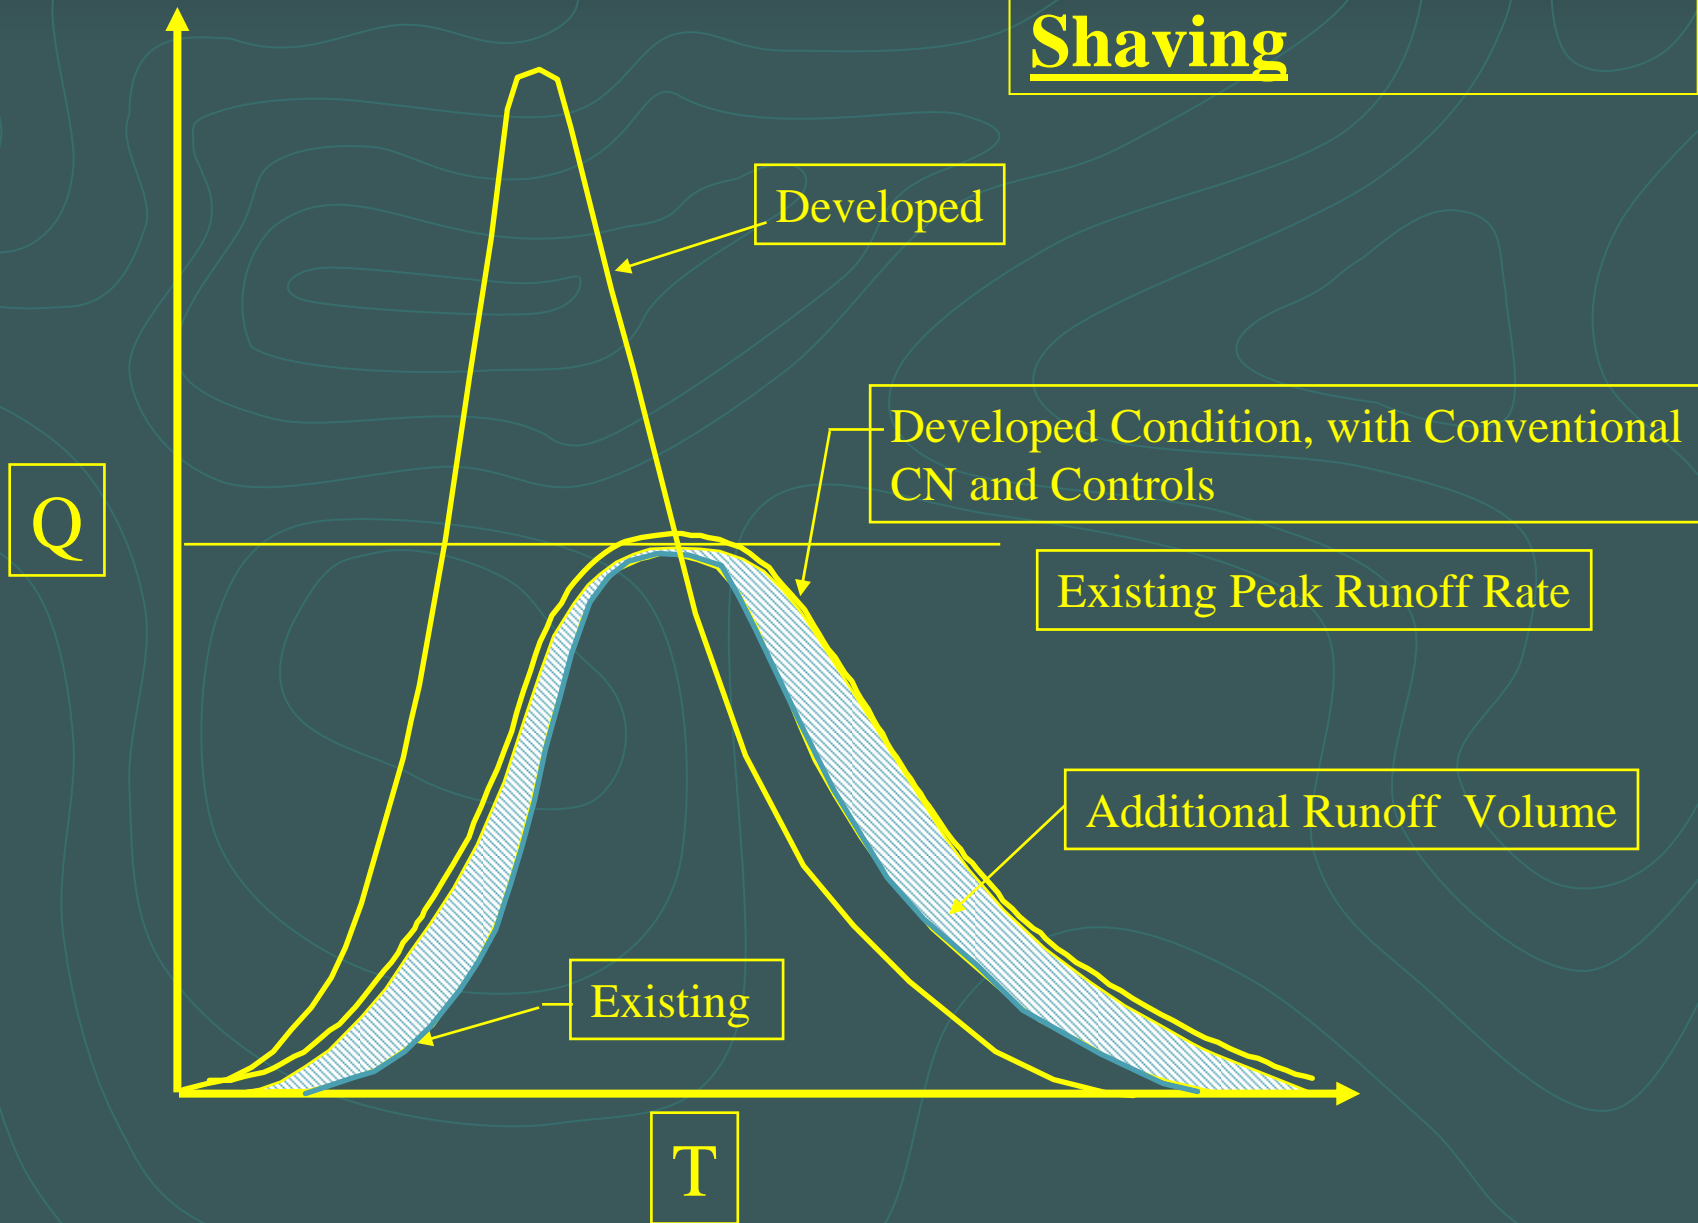 Shaving
Developed
Developed Condition, with Conventional
CN and Controls
Q
Existing Peak Runoff Rate
Additional Runoff Volume
Existing
T